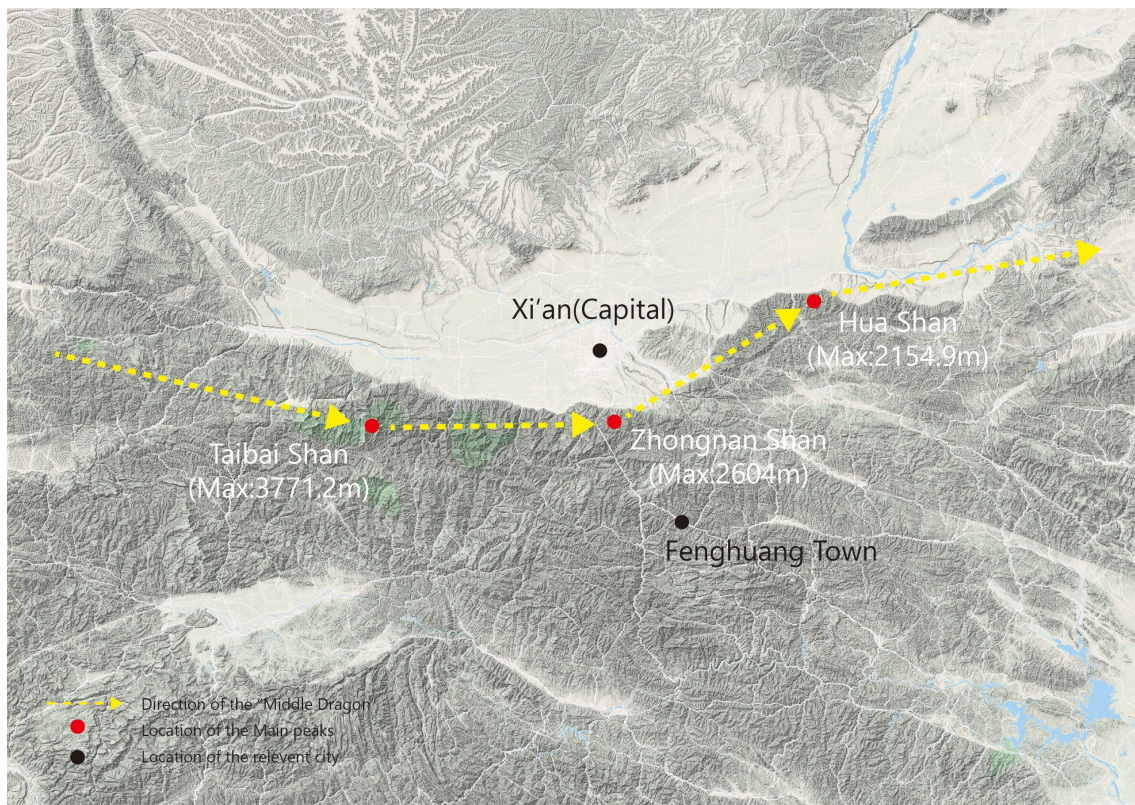 Xi'an(Capital)
Hua Shan
(Max:2154.9m)
Taibai Shan
(Max:3771.2m)
Zhongnan Shan
(Max:2604m)
Fenghuang Town
Direction of the "Middle Dragon"
Location of the Main peaks
Location of the relevent city